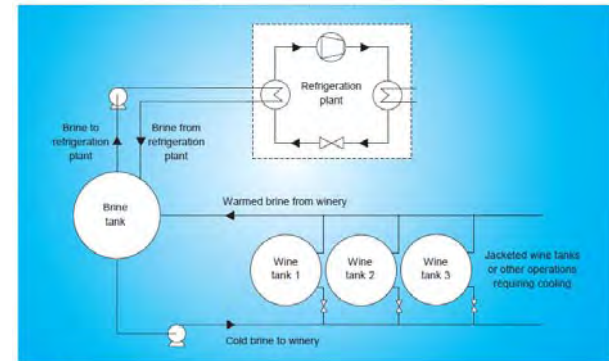 Refrigeration
plant
Brine to
refrigeration
plant
Brine from
refrigeration
plant
Brine
tank
Warmed brine from winery
Wine
tank 1
Wine
tank 2
Wine
tank 3
Jacketed wine tanks
or other operations
requiring cooling
Cold brine to winery